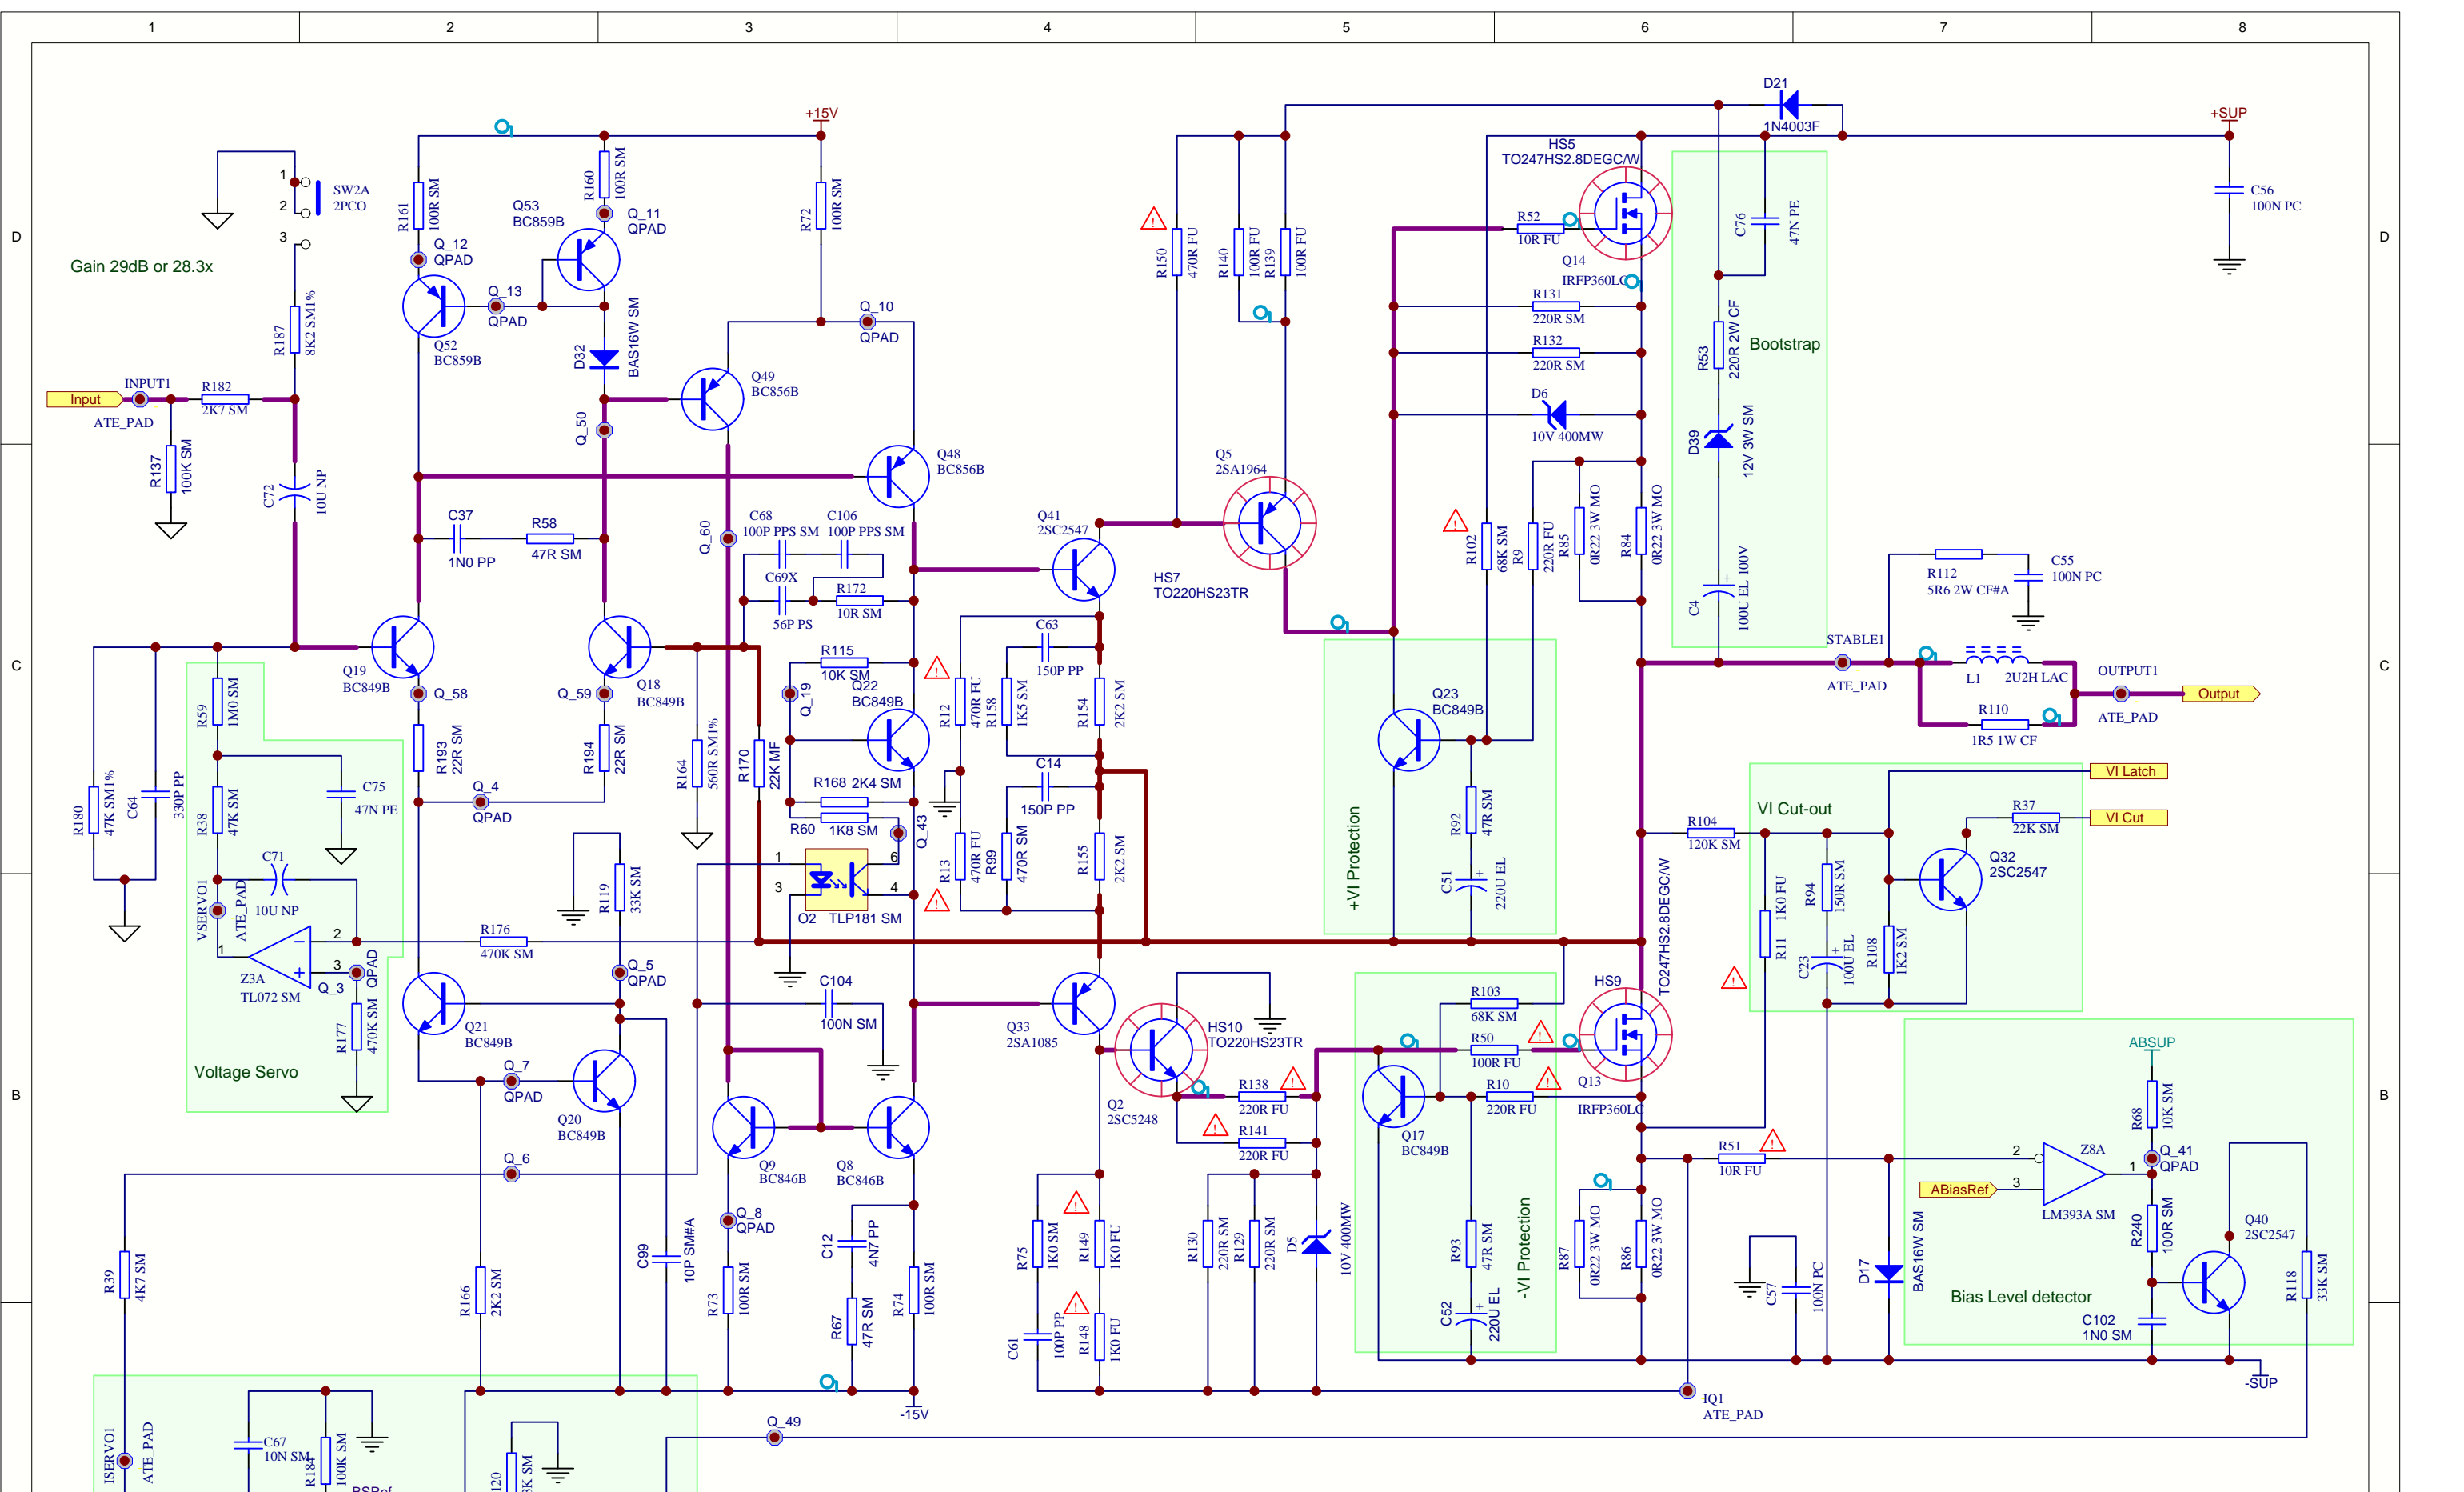 1 2 3 4 5 6 7 8
D
C
B
D
C
B
+15V
+SUP
D21
1N4003F
HS5
TO247HS2.8DEGC/W
1
2
3
SW2A
2PCO
Gain 29dB or 28.3x
R187
8K2 SM1%
R161
100R SM
R160
100R SM
Q53
BC859B
Q_11
QPAD
Q_12
QPAD
Q_13
QPAD
Q52
BC859B
D32
BAS16W SM
R72
100R SM
Q_10
QPAD
Q49
BC856B
Q_50
Q48
BC856B
R150
470R FU
R140
100R FU
R139
100R FU
R52
10R FU
Q14
IRFP360LC
R131
220R SM
R132
220R SM
D6
10V 400MW
C76
47N PE
R53
220R 2W CF
Bootstrap
D39
12V 3W SM
C4
100U EL 100V
+
C56
100N PC
Input
INPUT1
ATE_PAD
R182
2K7 SM
R137
100K SM
C72
10U NP
C37
1N0 PP
R58
47R SM
Q_60
C68
100P PPS SM
C106
100P PPS SM
C69X
56P PS
R172
10R SM
Q41
2SC2547
Q5
2SA1964
HS7
TO220HS23TR
R102
68K SM
R9
220R FU
R85
0R22 3W MO
R84
0R22 3W MO
R112
5R6 2W CF#A
C55
100N PC
STABLE1
ATE_PAD
L1
2U2H LAC
R110
1R5 1W CF
OUTPUT1
ATE_PAD
Output
Q19
BC849B
Q_58
Q_59
Q18
BC849B
R59
1M0 SM
R193
22R SM
R194
22R SM
Q_4
QPAD
R164
560R SM1%
R170
22K MF
R115
10K SM
Q_19
Q22
BC849B
R168 2K4 SM
R60
1K8 SM
Q_43
R12
470R FU
R158
1K5 SM
C63
150P PP
R154
2K2 SM
C14
150P PP
R13
470R FU
R99
470R SM
R155
2K2 SM
Q23
BC849B
R92
47R SM
C51
220U EL
+
+VI Protection
R180
47K SM1%
C64
330P PP
R38
47K SM
C75
47N PE
C71
10U NP
VSERVO1
ATE_PAD
1
2
3
Z3A
TL072 SM
Q_3
QPAD
R177
470K SM
Voltage Servo
R176
470K SM
R119
33K SM
Q_5
QPAD
1
3
6
4
O2
TLP181 SM
C104
100N SM
R104
120K SM
VI Cut-out
VI Latch
VI Cut
R37
22K SM
Q32
2SC2547
R11
1K0 FU
R94
150R SM
C23
100U EL
+
R108
1K2 SM
HS9
TO247HS2.8DEGC/W
Q21
BC849B
Q_7
QPAD
Q20
BC849B
Q_6
Q33
2SA1085
HS10
TO220HS23TR
Q2
2SC5248
R138
220R FU
R141
220R FU
R103
68K SM
R50
100R FU
R10
220R FU
Q13
IRFP360LC
Q17
BC849B
R51
10R FU
Q9
BC846B
Q8
BC846B
Q_8
QPAD
R39
4K7 SM
R166
2K2 SM
C99
10P SM#A
R73
100R SM
C12
4N7 PP
R67
47R SM
R74
100R SM
R75
1K0 SM
C61
100P PP
R149
1K0 FU
R148
1K0 FU
R130
220R SM
R129
220R SM
D5
10V 400MW
R93
47R SM
C52
220U EL
+
-VI Protection
R87
0R22 3W MO
R86
0R22 3W MO
C57
100N PC
D17
BAS16W SM
ABSUP
R68
10K SM
Q_41
QPAD
2
3
1
Z8A
LM393A SM
ABiasRef
R240
100R SM
Q40
2SC2547
R118
33K SM
C102
1N0 SM
Bias Level detector
-SUP
-15V
IQ1
ATE_PAD
Q_49
ISERVO1
ATE_PAD
C67
10N SM
R184
100K SM